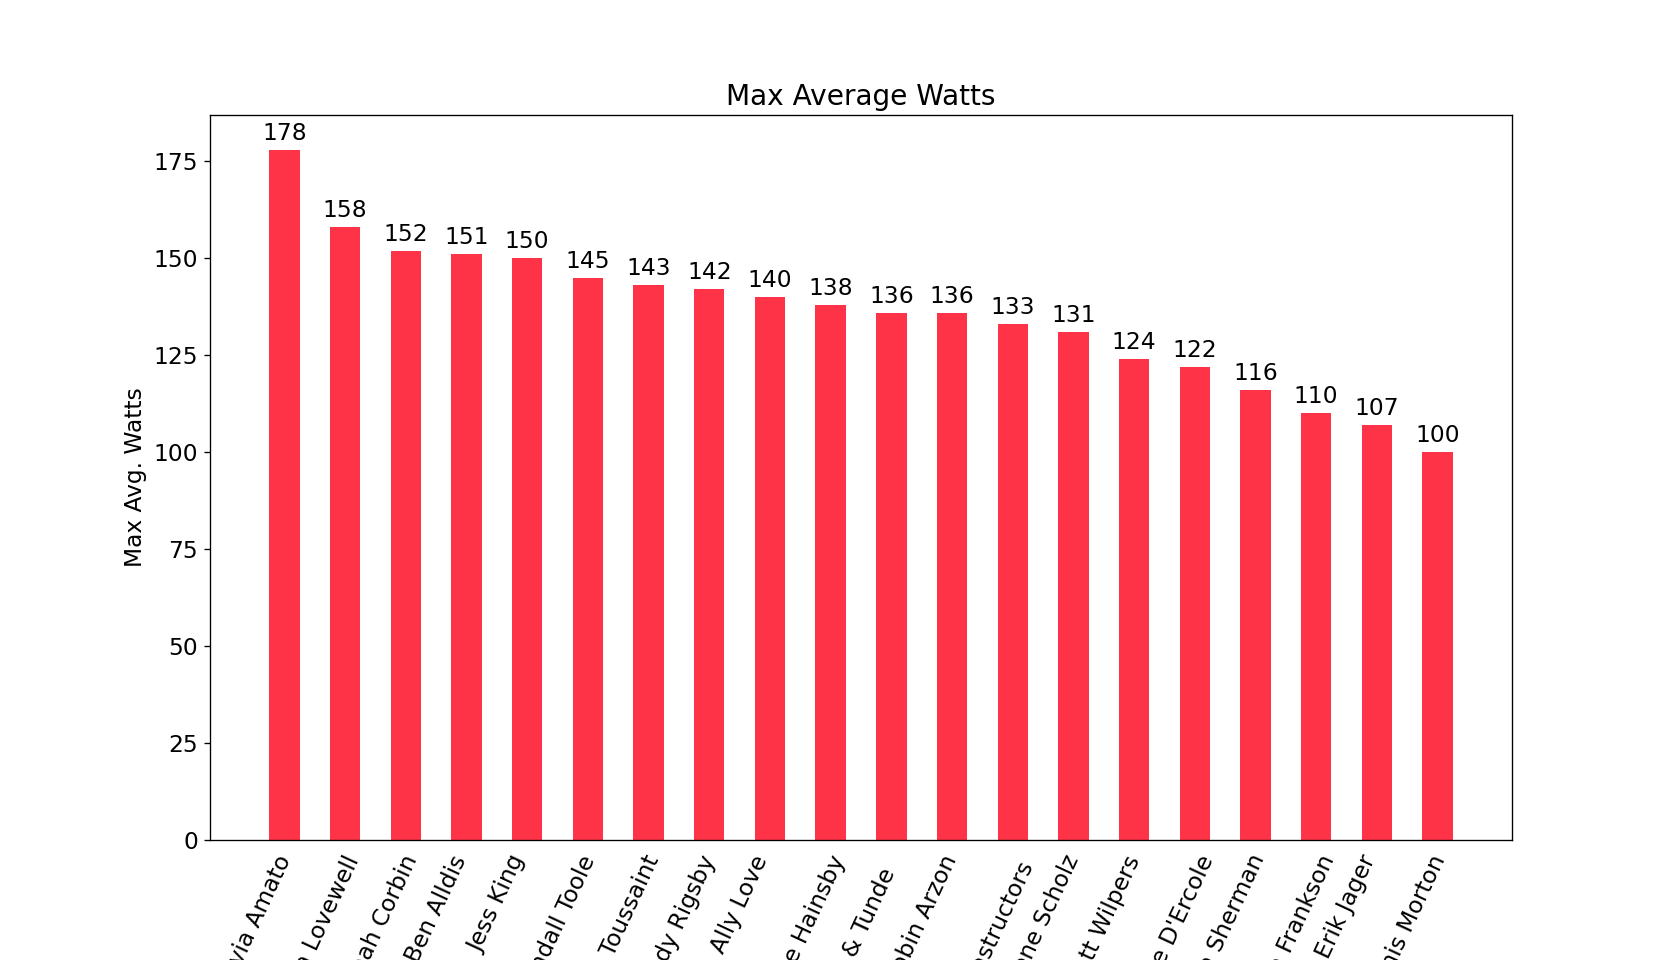 Max Average Watts
178
158
152
151
150
145
143
142
140
138
136
136
133
131
124
122
116
110
107
100
175
150
125
100
75
50
25
0
Max Avg. Watts
via Amato
Lovewell
ah Corbin
Ben Alldis
Jess King
ndall Toole
Toussaint
dy Rigsby
Ally Love
e Hainsby
& Tunde
obin Arzon
structors
ene Scholz
tt Wilpers
e D'Ercole
Sherman
Frankson
Erik Jager
nis Morton